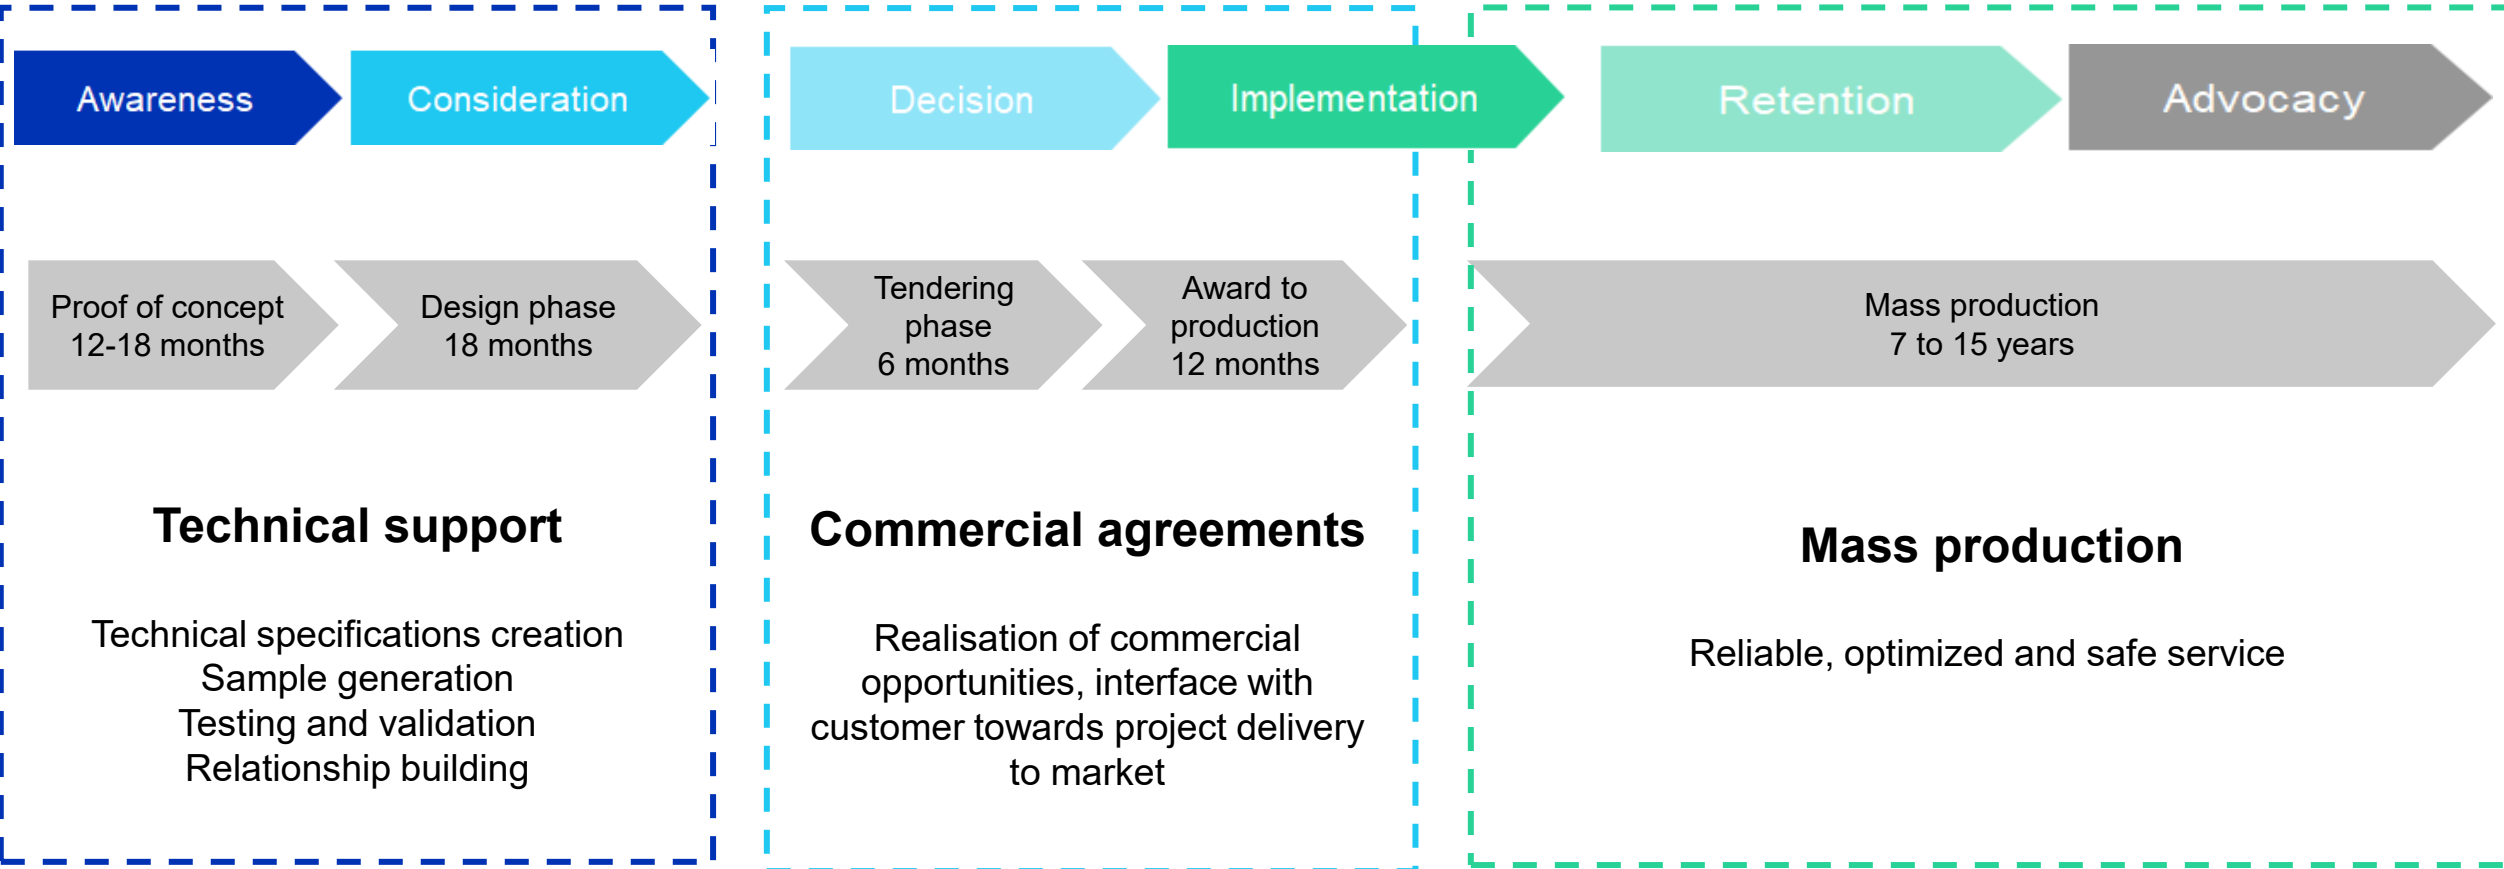 Awareness
Consideration
Decision
Implementation
Retention
Advocacy
Proof of concept
12-18 months
Design phase
18 months
Tendering
phase
6 months
Award to
production
12 months
Mass production
7 to 15 years
Technical support
Technical specifications creation
Sample generation
Testing and validation
Relationship building
Commercial agreements
Realisation of commercial
opportunities, interface with
customer towards project delivery
to market
Mass production
Reliable, optimized and safe service